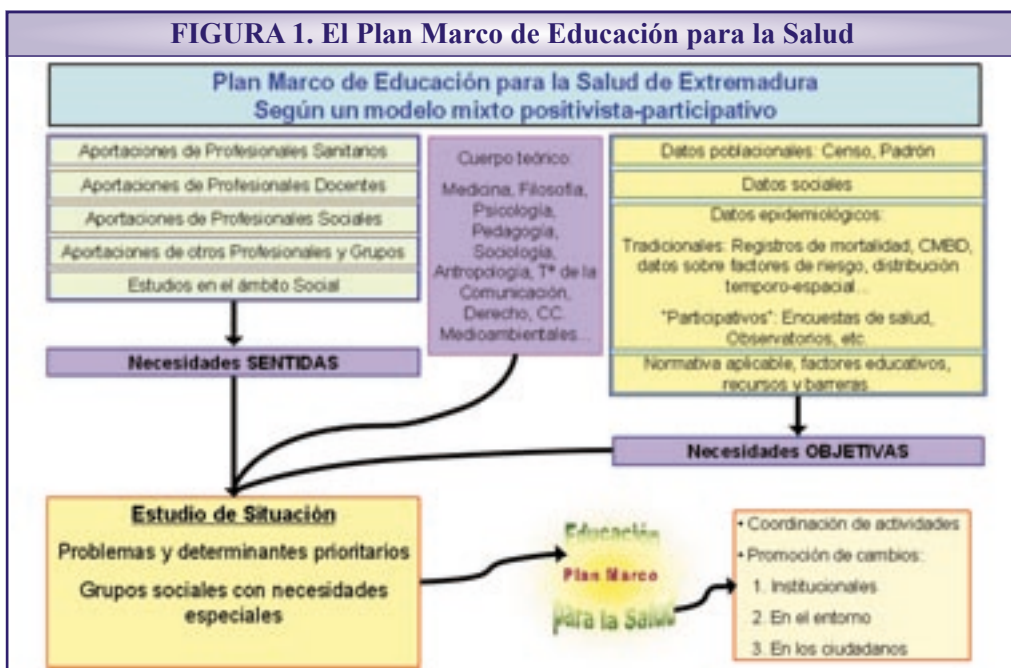 FIGURA 1. El Plan Marco de Educación para la Salud
Plan Marco de Educación para la Salud de Extremadura
Según un modelo mixto positivista-participativo
Aportaciones de Profesionales Sanitarios
Aportaciones de Profesionales Docentes
Aportaciones de Profesionales Sociales
Aportaciones de otros Profesionales y Grupos
Estudios en el ámbito Social
Necesidades SENTIDAS
Cuerpo teórico:
Medicina, Filosofía,
Psicología,
Pedagogía,
Sociología,
Antropología, Tª de la
Comunicación,
Derecho, CC.
Medioambientales...
Datos poblacionales: Censo, Padrón
Datos sociales
Datos epidemiológicos:
Tradicionales: Registros de mortalidad, CMBD,
datos sobre factores de riesgo, distribución
temporo-espacial...
"Participativos": Encuestas de salud,
Observatorios, etc.
Normativa aplicable, factores educativos,
recursos y barreras.
Necesidades OBJETIVAS
Estudio de Situación
Problemas y determinantes prioritarios
Grupos sociales con necesidades
especiales
Educación
Plan Marco
para la Salud
• Coordinación de actividades
• Promoción de cambios:
1. Institucionales
2. En el entorno
3. En los ciudadanos